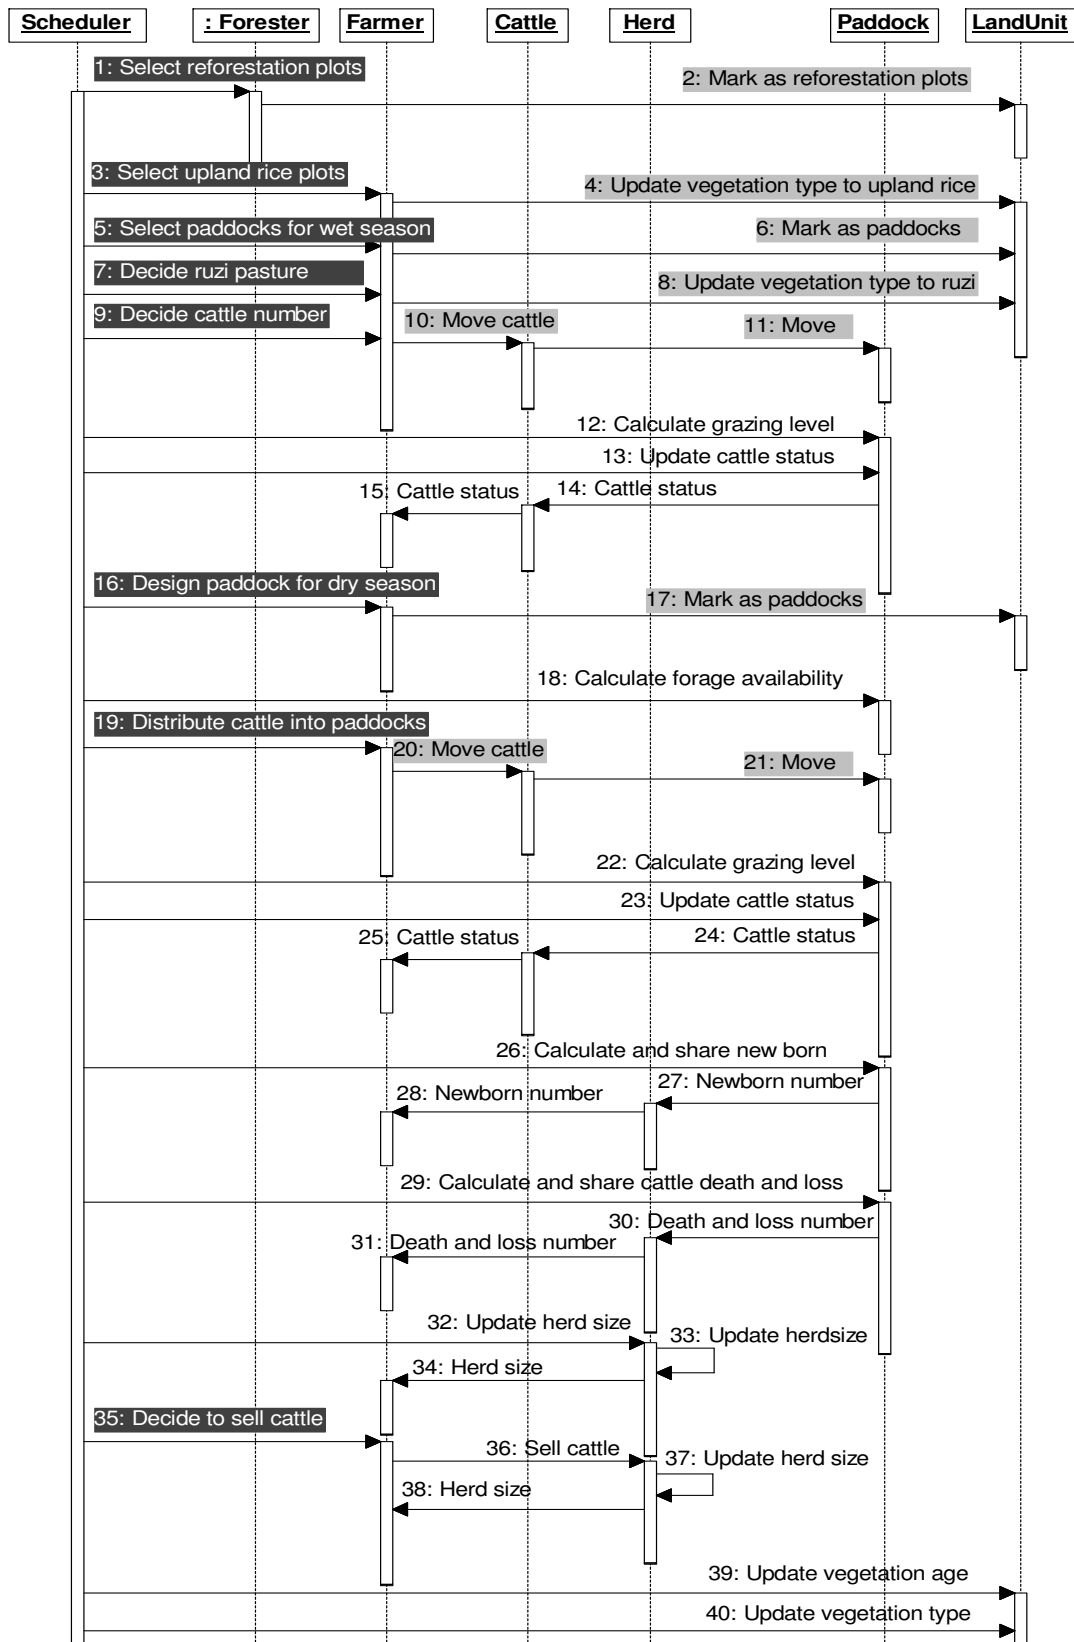 Scheduler
: Forester
Farmer
Cattle
Herd
Paddock
LandUnit
1: Select reforestation plots
2: Mark as reforestation plots
3: Select upland rice plots
4: Update vegetation type to upland rice
5: Select paddocks for wet season
6: Mark as paddocks
7: Decide ruzi pasture
8: Update vegetation type to ruzi
9: Decide cattle number
10: Move cattle
11: Move
12: Calculate grazing level
13: Update cattle status
14: Cattle status
15: Cattle status
16: Design paddock for dry season
17: Mark as paddocks
18: Calculate forage availability
19: Distribute cattle into paddocks
20: Move cattle
21: Move
22: Calculate grazing level
23: Update cattle status
24: Cattle status
25: Cattle status
26: Calculate and share new born
27: Newborn number
28: Newborn number
29: Calculate and share cattle death and loss
30: Death and loss number
31: Death and loss number
32: Update herd size
33: Update herdsize
34: Herd size
35: Decide to sell cattle
36: Sell cattle
37: Update herd size
38: Herd size
39: Update vegetation age
40: Update vegetation type